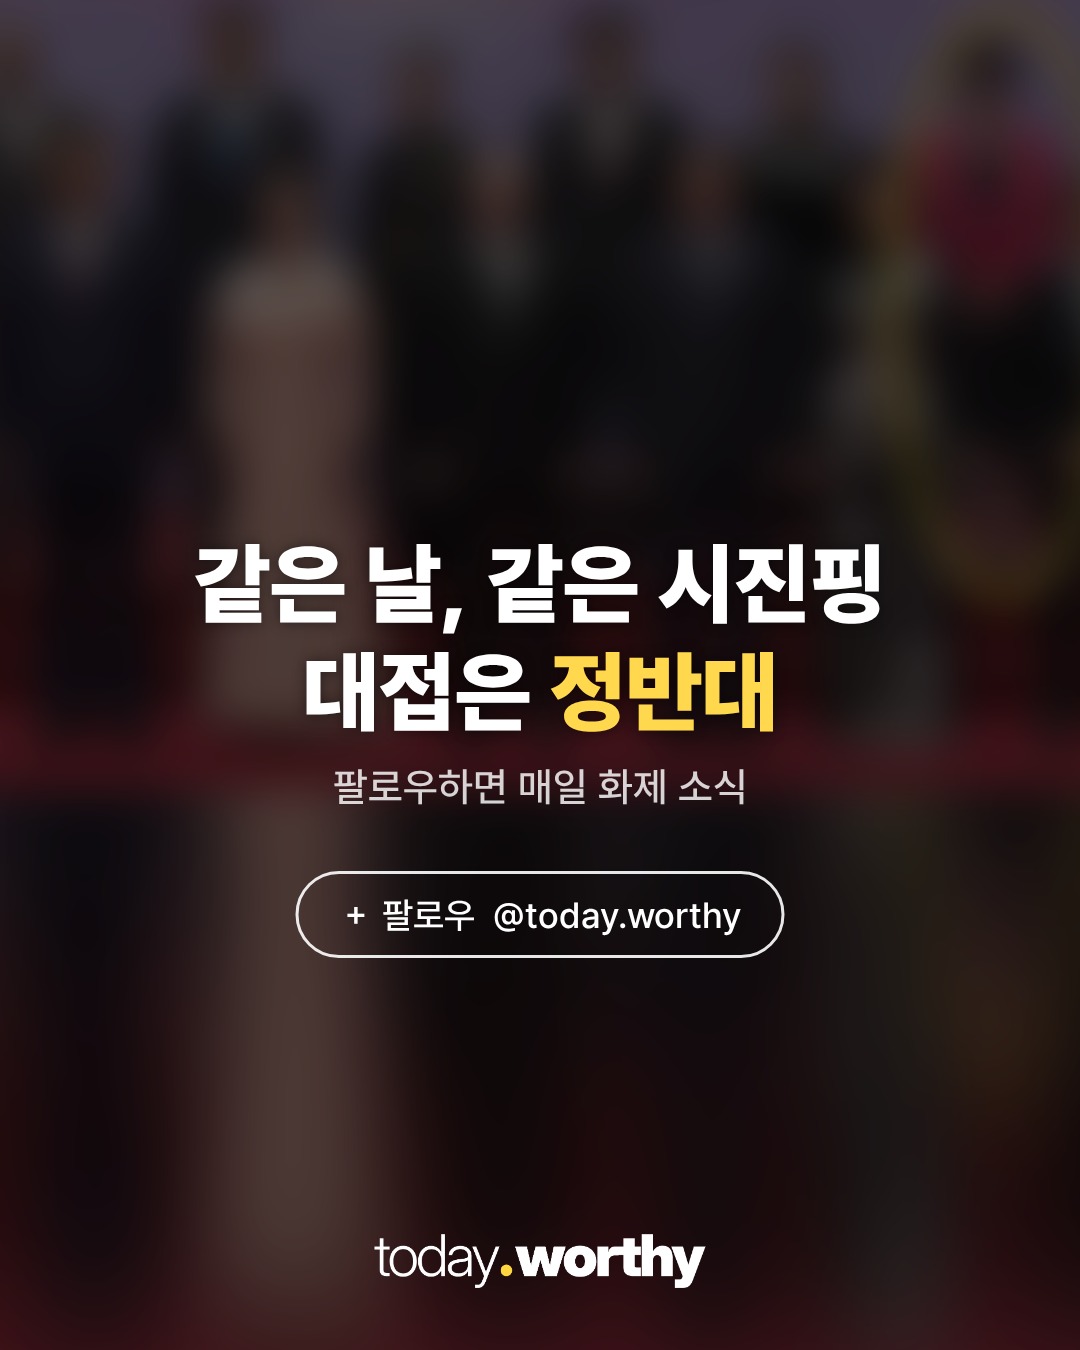 같은 날, 같은 시진핑
대접은 정반대
팔로우하면 매일 화제 소식
+ 팔로우 @today.worthy
today.worthy